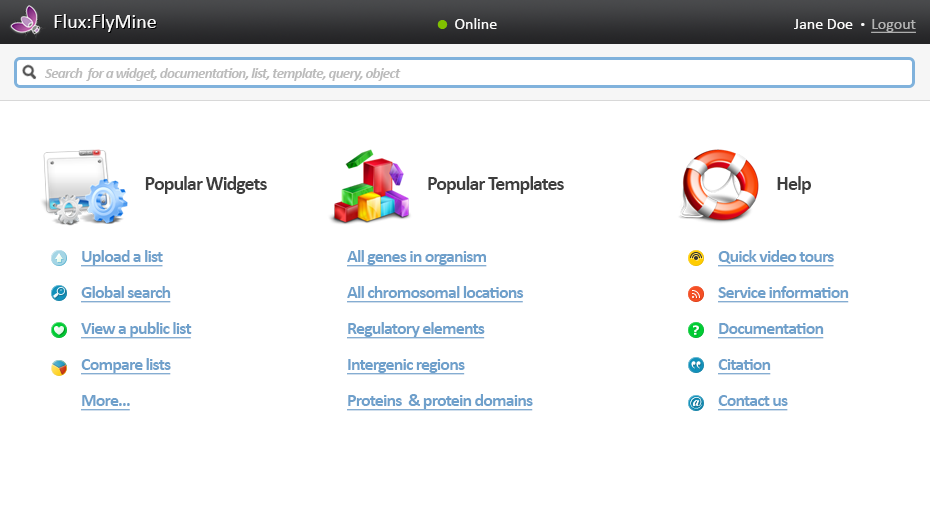 Flux:FlyMine
Online
Jane Doe • Logout
Search for a widget, documentation, list, template, query, object
Popular Widgets
Upload a list
Global search
View a public list
Compare lists
More...
Popular Templates
All genes in organism
All chromosomal locations
Regulatory elements
Intergenic regions
Proteins & protein domains
Help
Quick video tours
Service information
Documentation
Citation
Contact us